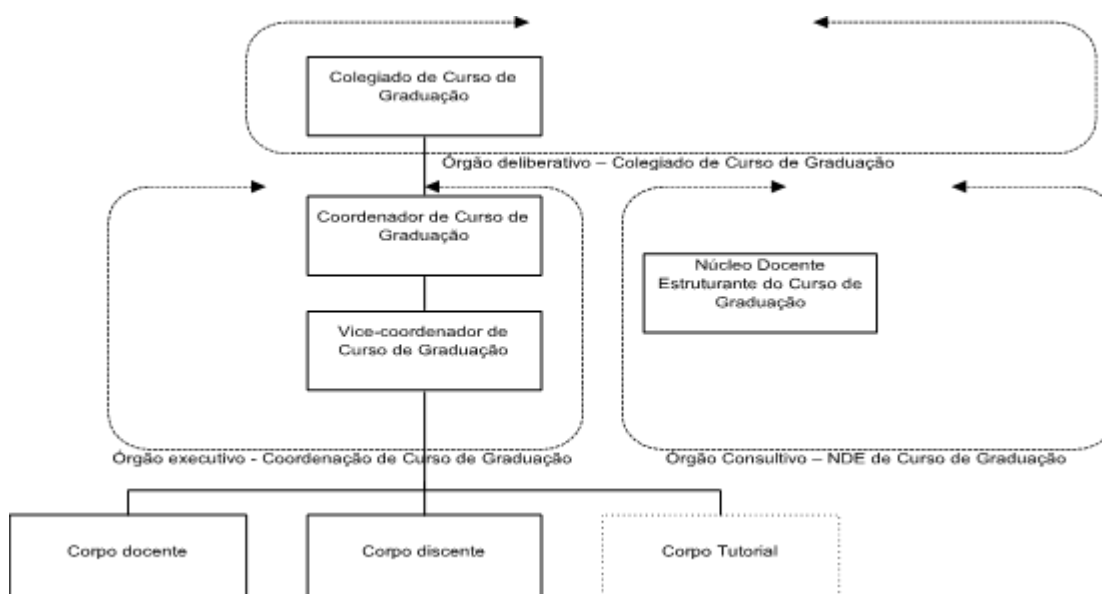 Colegiado de Curso de
Graduação
Órgão deliberativo – Colegiado de Curso de Graduação
Coordenador de Curso de
Graduação
Núcleo Docente
Estruturante do Curso de
Graduação
Vice-coordenador de
Curso de Graduação
Órgão executivo - Coordenação de Curso de Graduação
Órgão Consultivo – NDE de Curso de Graduação
Corpo docente
Corpo discente
Corpo Tutorial